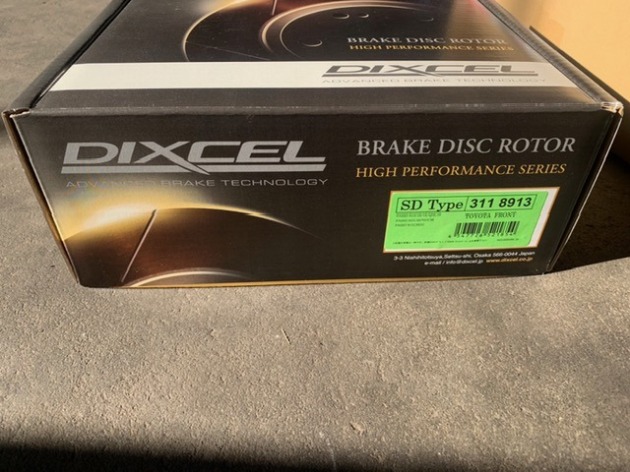 BRAKE DISC ROTOR
HIGH PERFORMANCE SERIES
DIXCEL
ADVANCED BRAKE TECHNOLOGY
DIXCEL
ADVANCED BRAKE TECHNOLOGY
BRAKE DISC ROTOR
HIGH PERFORMANCE SERIES
SD Type 311 8913
TOYOTA FRONT
3-5 Nishihitotsuya, Settsu-shi, Osaka 566-0044 Japan
e-mail / info@dixcel.jp www.dixcel.co.jp